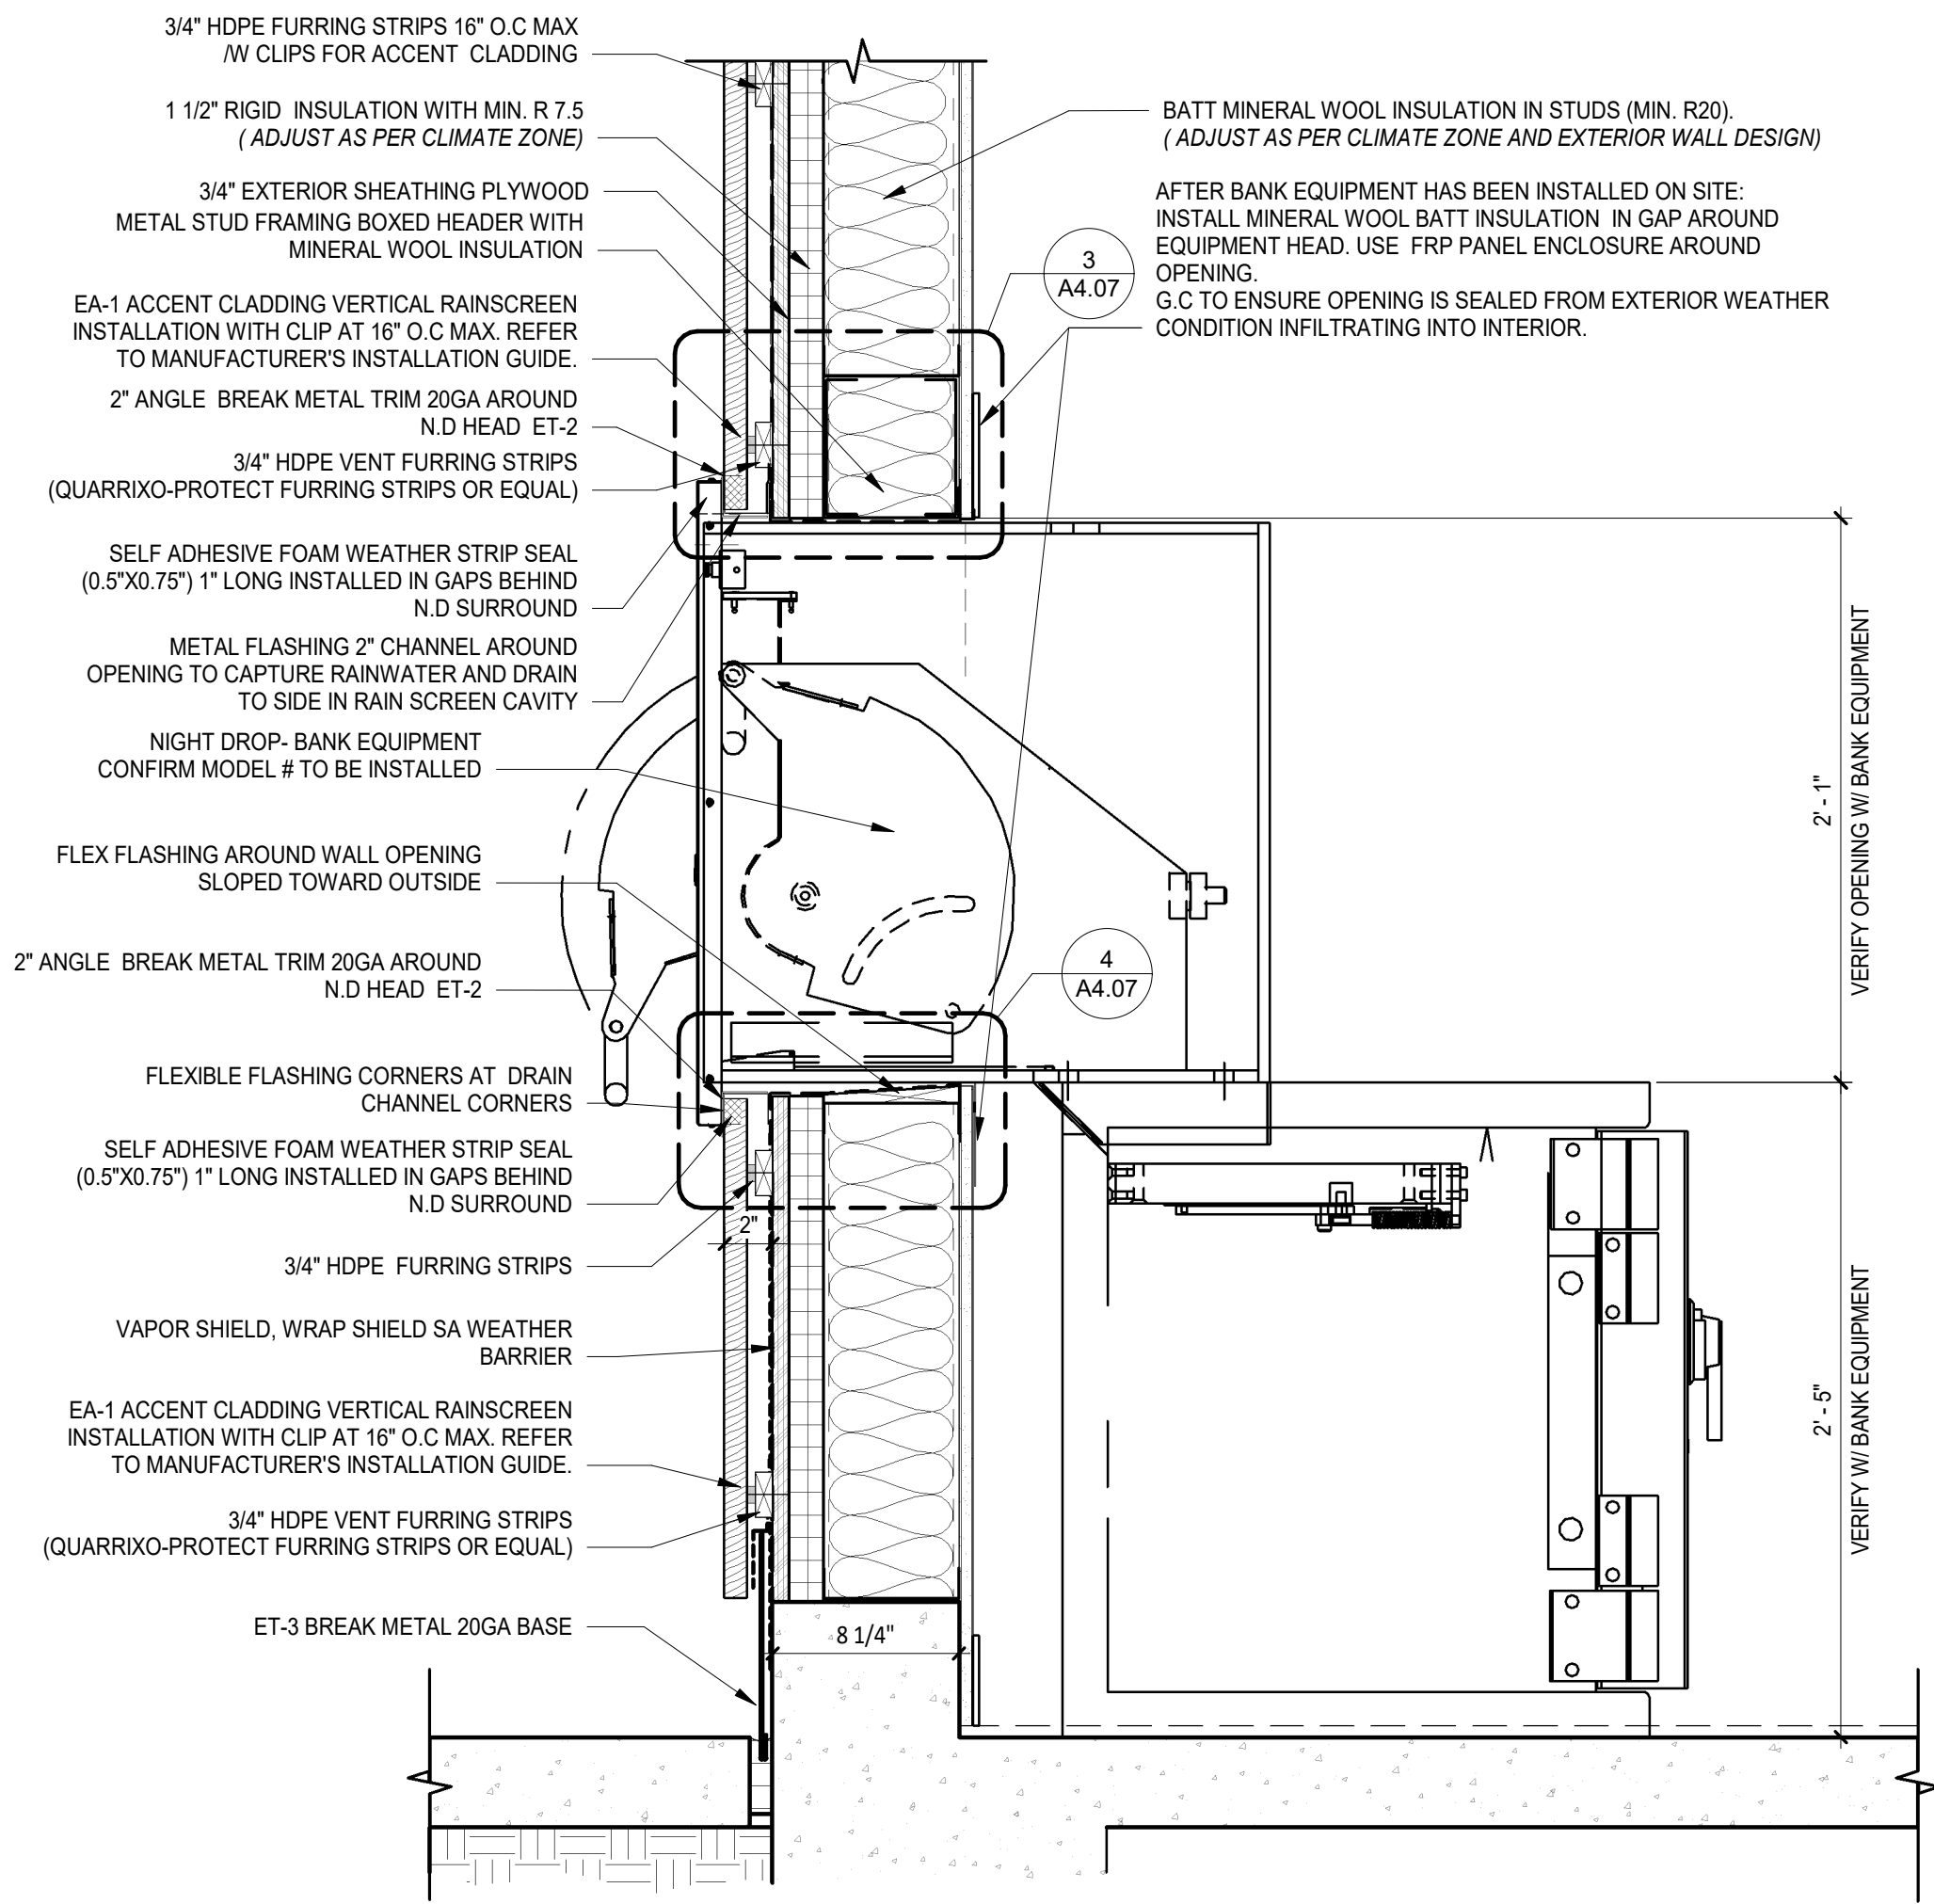 3/4" HDPE FURRING STRIPS 16" O.C MAX
/W CLIPS FOR ACCENT CLADDING
1 1/2" RIGID INSULATION WITH MIN. R 7.5
( ADJUST AS PER CLIMATE ZONE)
3/4" EXTERIOR SHEATHING PLYWOOD
METAL STUD FRAMING BOXED HEADER WITH
MINERAL WOOL INSULATION
EA-1 ACCENT CLADDING VERTICAL RAINSCREEN
INSTALLATION WITH CLIP AT 16" O.C MAX. REFER
TO MANUFACTURER'S INSTALLATION GUIDE.
2" ANGLE BREAK METAL TRIM 20GA AROUND
N.D HEAD ET-2
3/4" HDPE VENT FURRING STRIPS
(QUARRIXO-PROTECT FURRING STRIPS OR EQUAL)
SELF ADHESIVE FOAM WEATHER STRIP SEAL
(0.5"X0.75") 1" LONG INSTALLED IN GAPS BEHIND
N.D SURROUND
METAL FLASHING 2" CHANNEL AROUND
OPENING TO CAPTURE RAINWATER AND DRAIN
TO SIDE IN RAIN SCREEN CAVITY
NIGHT DROP- BANK EQUIPMENT
CONFIRM MODEL # TO BE INSTALLED
FLEX FLASHING AROUND WALL OPENING
SLOPED TOWARD OUTSIDE
2" ANGLE BREAK METAL TRIM 20GA AROUND
N.D HEAD ET-2
FLEXIBLE FLASHING CORNERS AT DRAIN
CHANNEL CORNERS
SELF ADHESIVE FOAM WEATHER STRIP SEAL
(0.5"X0.75") 1" LONG INSTALLED IN GAPS BEHIND
N.D SURROUND
3/4" HDPE FURRING STRIPS
VAPOR SHIELD, WRAP SHIELD SA WEATHER
BARRIER
EA-1 ACCENT CLADDING VERTICAL RAINSCREEN
INSTALLATION WITH CLIP AT 16" O.C MAX. REFER
TO MANUFACTURER'S INSTALLATION GUIDE.
3/4" HDPE VENT FURRING STRIPS
(QUARRIXO-PROTECT FURRING STRIPS OR EQUAL)
ET-3 BREAK METAL 20GA BASE
2"
8 1/4"
BATT MINERAL WOOL INSULATION IN STUDS (MIN. R20).
( ADJUST AS PER CLIMATE ZONE AND EXTERIOR WALL DESIGN)
AFTER BANK EQUIPMENT HAS BEEN INSTALLED ON SITE:
INSTALL MINERAL WOOL BATT INSULATION IN GAP AROUND
EQUIPMENT HEAD. USE FRP PANEL ENCLOSURE AROUND
OPENING.
G.C TO ENSURE OPENING IS SEALED FROM EXTERIOR WEATHER
CONDITION INFILTRATING INTO INTERIOR.
3
A4.07
4
A4.07
2' - 1"
VERIFY OPENING W/ BANK EQUIPMENT
2' - 5"
VERIFY W/ BANK EQUIPMENT